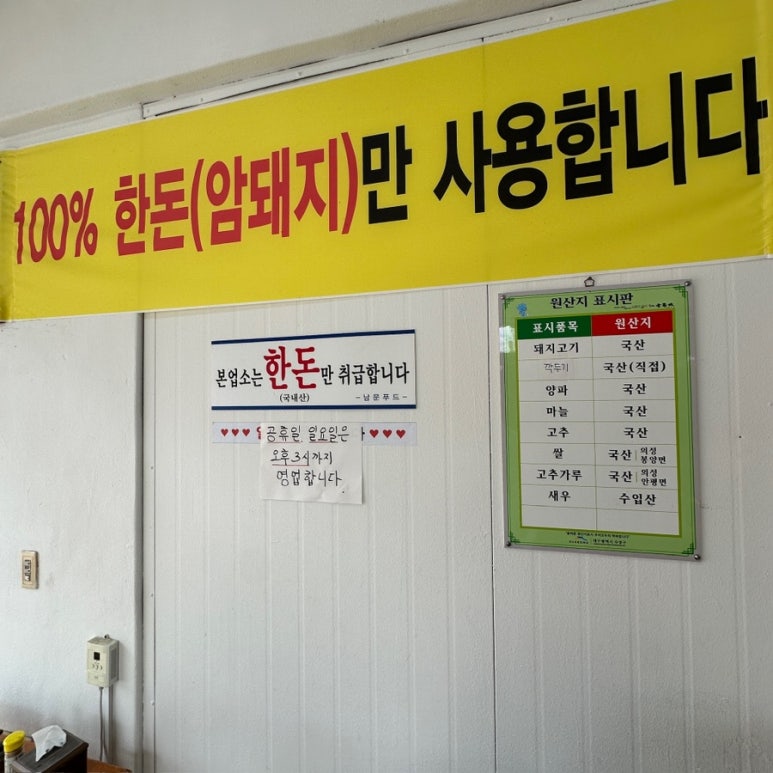 100% 한돈(암돼지)만 사용합니다
본업소는 한돈만 취급합니다
(국내산)
-남문푸드-
공휴일, 일요일은
오후3시까지
영업합니다
원산지 표시판
표시품목 원산지
돼지고기 국산
깍두기 국산(직접)
양파 국산
마늘 국산
고추 국산
쌀 국산 의성 봉양면
고추가루 국산 의성 안평면
새우 수입산